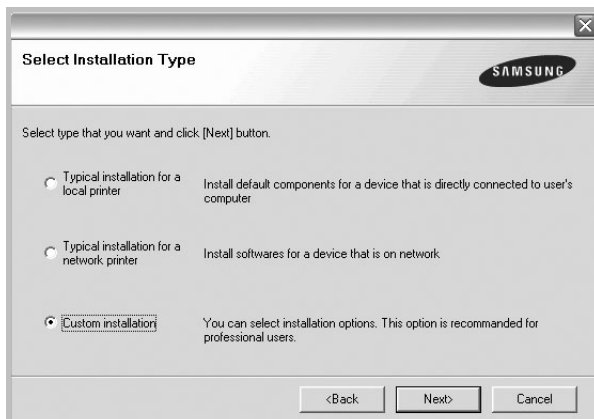 Select Installation Type
SAMSUNG
Select type that you want and click [Next] button.
Typical installation for a
local printer
Install default components for a device that is directly connected to user's
computer
Typical installation for a
network printer
Install softwares for a device that is on network
Custom installation
You can select installation options. This option is recommanded for
professional users.
<Back
Next>
Cancel